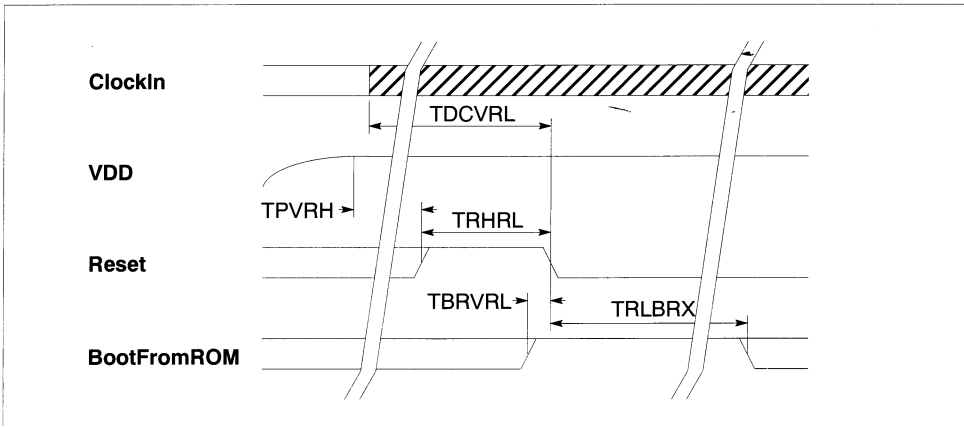 ClockIn
TDCVRL
VDD
TPVRH
TRHRL
Reset
TBRVRL
TRLBRX
BootFromROM